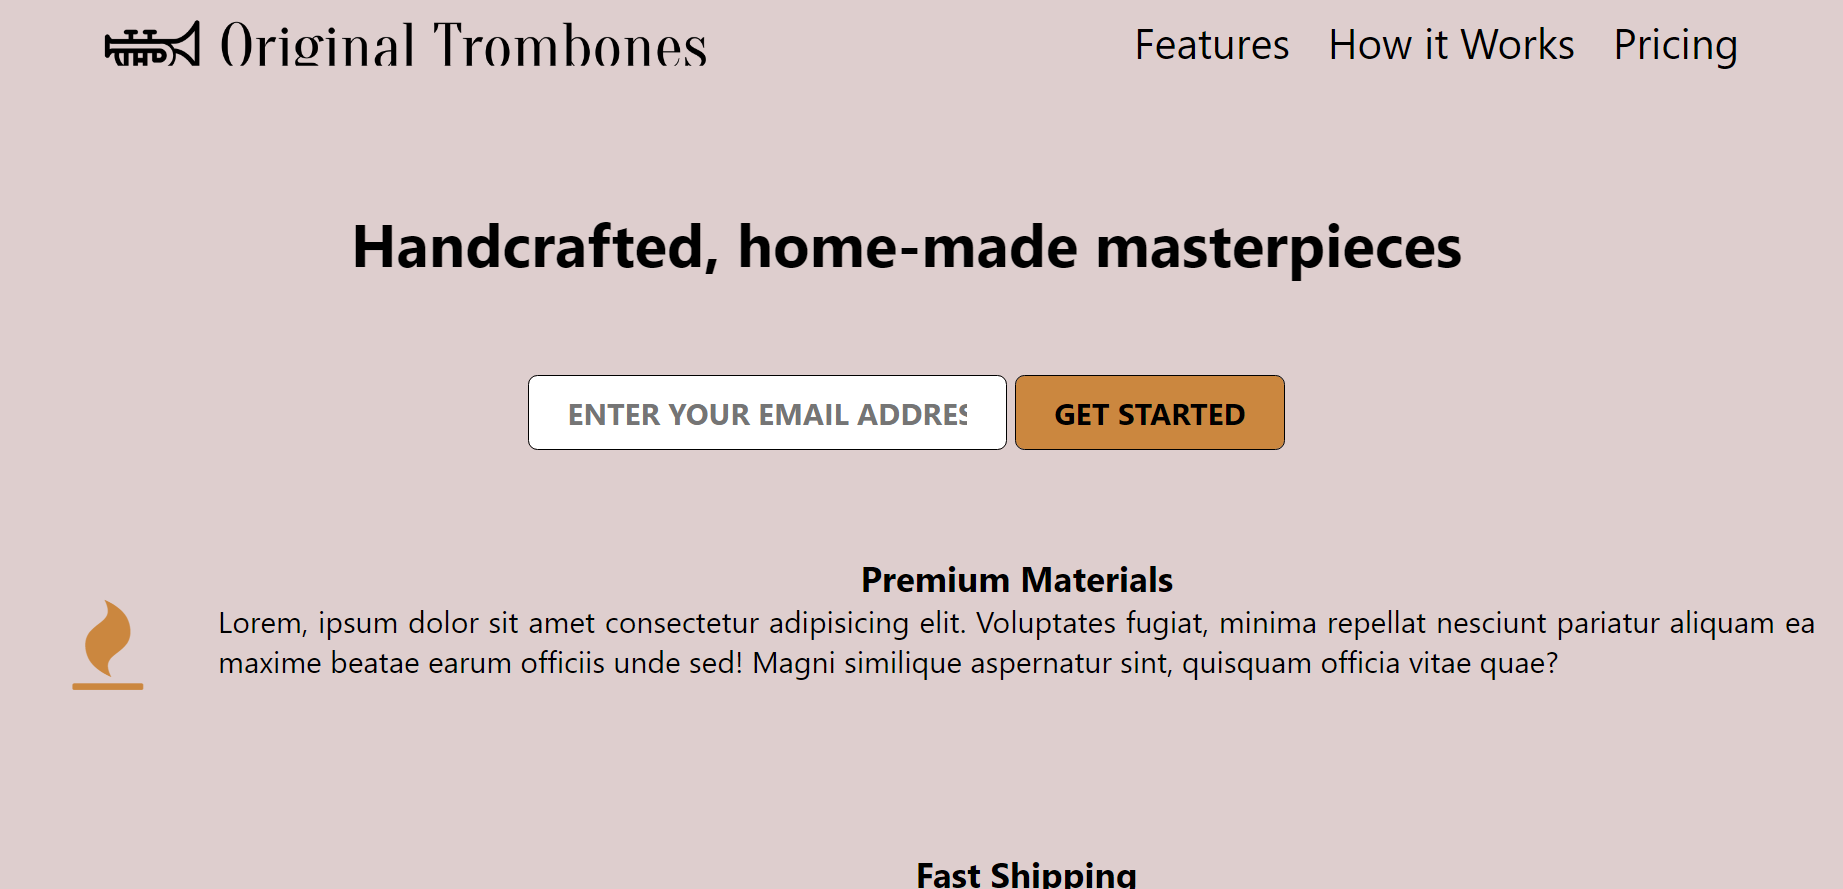 Original Trombones
Features How it Works Pricing
Handcrafted, home-made masterpieces
ENTER YOUR EMAIL ADDRES
GET STARTED
Premium Materials
Lorem, ipsum dolor sit amet consectetur adipisicing elit. Voluptates fugiat, minima repellat nesciunt pariatur aliquam ea
maxime beatae earum officiis unde sed! Magni similique aspernatur sint, quisquam officia vitae quae?
Fast Shipping